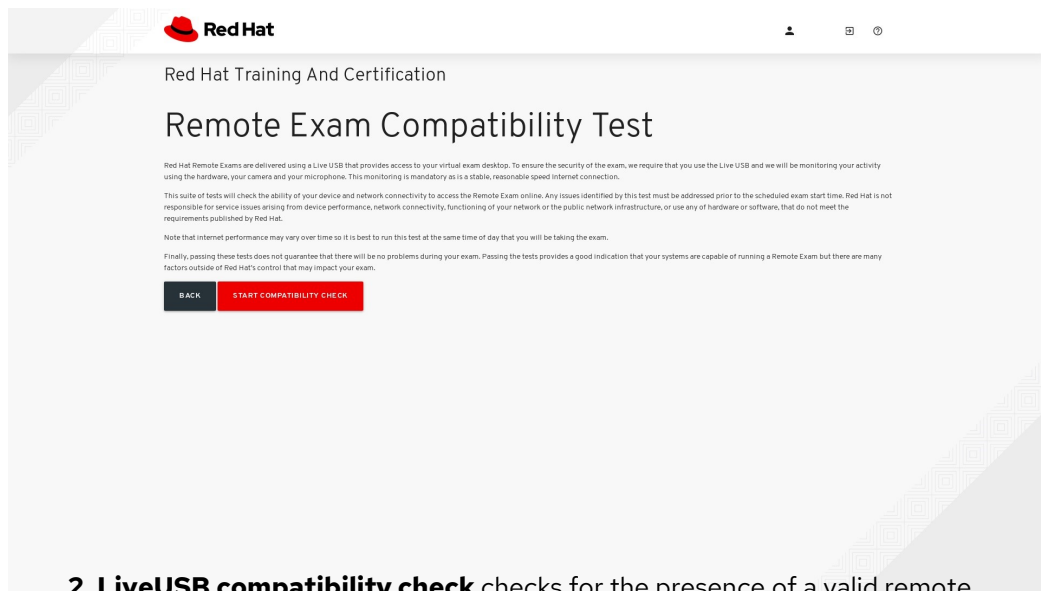 Red Hat
Red Hat Training And Certification
Remote Exam Compatibility Test
Red Hat Remote Exams are delivered using a Live USB that provides access to your virtual exam desktop. To ensure the security of the exam, we require that you use the Live USB and we will be monitoring your activity
using the hardware, your camera and your microphone. This monitoring is mandatory as is a stable, reasonable speed Internet connection.
This suite of tests will check the ability of your device and network connectivity to access the Remote Exam online. Any issues identified by this test must be addressed prior to the scheduled exam start time. Red Hat is not
responsible for service issues arising from device performance, network connectivity, functioning of your network or the public network infrastructure, or use any of hardware or software, that do not meet the
requirements published by Red Hat.
Note that internet performance may vary over time so it is best to run this test at the same time of day that you will be taking the exam.
Finally, passing these tests does not guarantee that there will be no problems during your exam. Passing the tests provides a good indication that your systems are capable of running a Remote Exam but there are many
factors outside of Red Hat's control that may impact your exam.
BACK START COMPATIBILITY CHECK
2. LiveUSB compatibility check checks for the presence of a valid remote